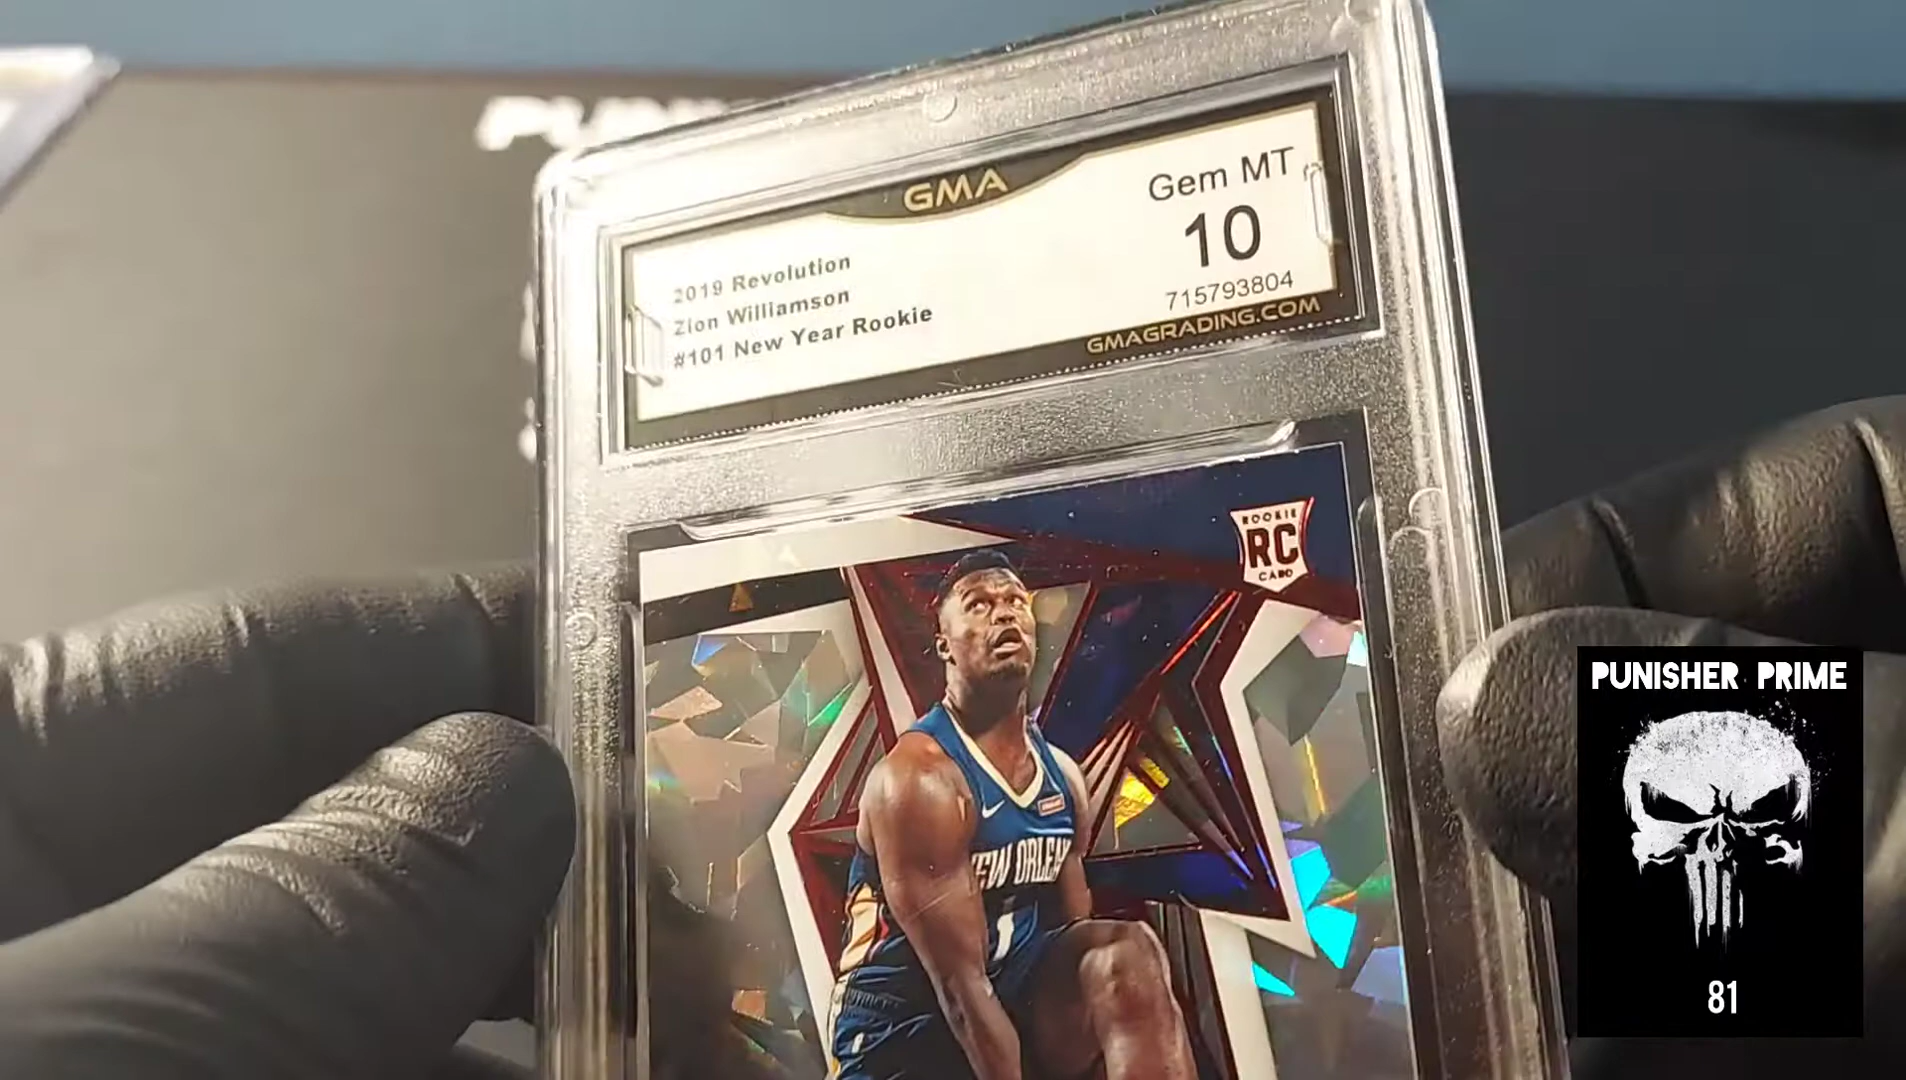 GMA
Gem MT
10
715793804
GMAGRADING.COM
2019 Revolution
Zion Williamson
#101 New Year Rookie
ROOKIE
RC
CARD
NEW ORLEA
1
PUNISHER PRIME
81